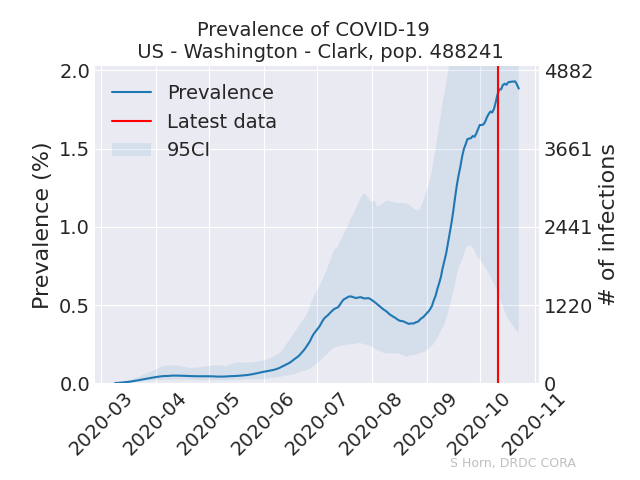 Prevalence of COVID-19
US - Washington - Clark, pop. 488241
Prevalence
Latest data
95CI
Prevalence (%)
2.0
1.5
1.0
0.5
0.0
4882
3661
2441
1220
0
# of infections
2020-03
2020-04
2020-05
2020-06
2020-07
2020-08
2020-09
2020-10
2020-11
S Horn, DRDC CORA